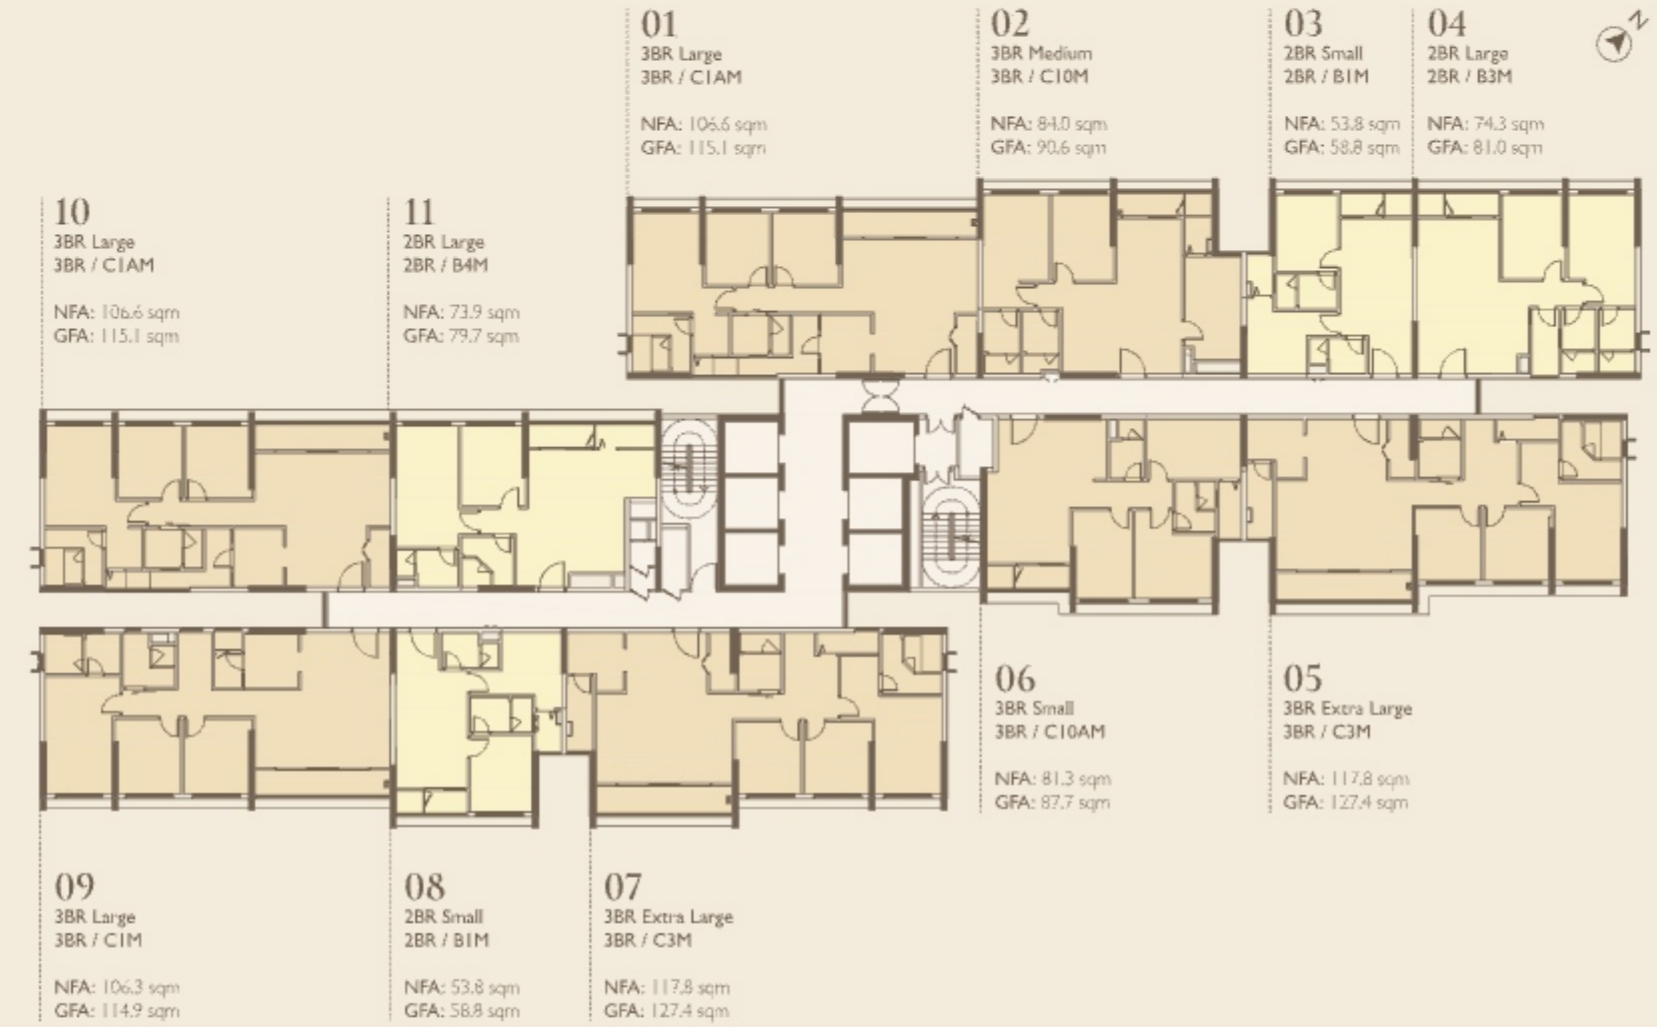 01
3BR Large
3BR / C1AM
NFA: 106.6 sqm
GFA: 115.1 sqm
02
3BR Medium
3BR / C10M
NFA: 84.0 sqm
GFA: 90.6 sqm
03
2BR Small
2BR / B1M
NFA: 53.8 sqm
GFA: 58.8 sqm
04
2BR Large
2BR / B3M
NFA: 74.3 sqm
GFA: 81.0 sqm
N
10
3BR Large
3BR / C1AM
NFA: 106.6 sqm
GFA: 115.1 sqm
11
2BR Large
2BR / B4M
NFA: 73.9 sqm
GFA: 79.7 sqm
06
3BR Small
3BR / C10AM
NFA: 81.3 sqm
GFA: 87.7 sqm
05
3BR Extra Large
3BR / C3M
NFA: 117.8 sqm
GFA: 127.4 sqm
09
3BR Large
3BR / C1M
NFA: 106.3 sqm
GFA: 114.9 sqm
08
2BR Small
2BR / B1M
NFA: 53.8 sqm
GFA: 58.8 sqm
07
3BR Extra Large
3BR / C3M
NFA: 117.8 sqm
GFA: 127.4 sqm